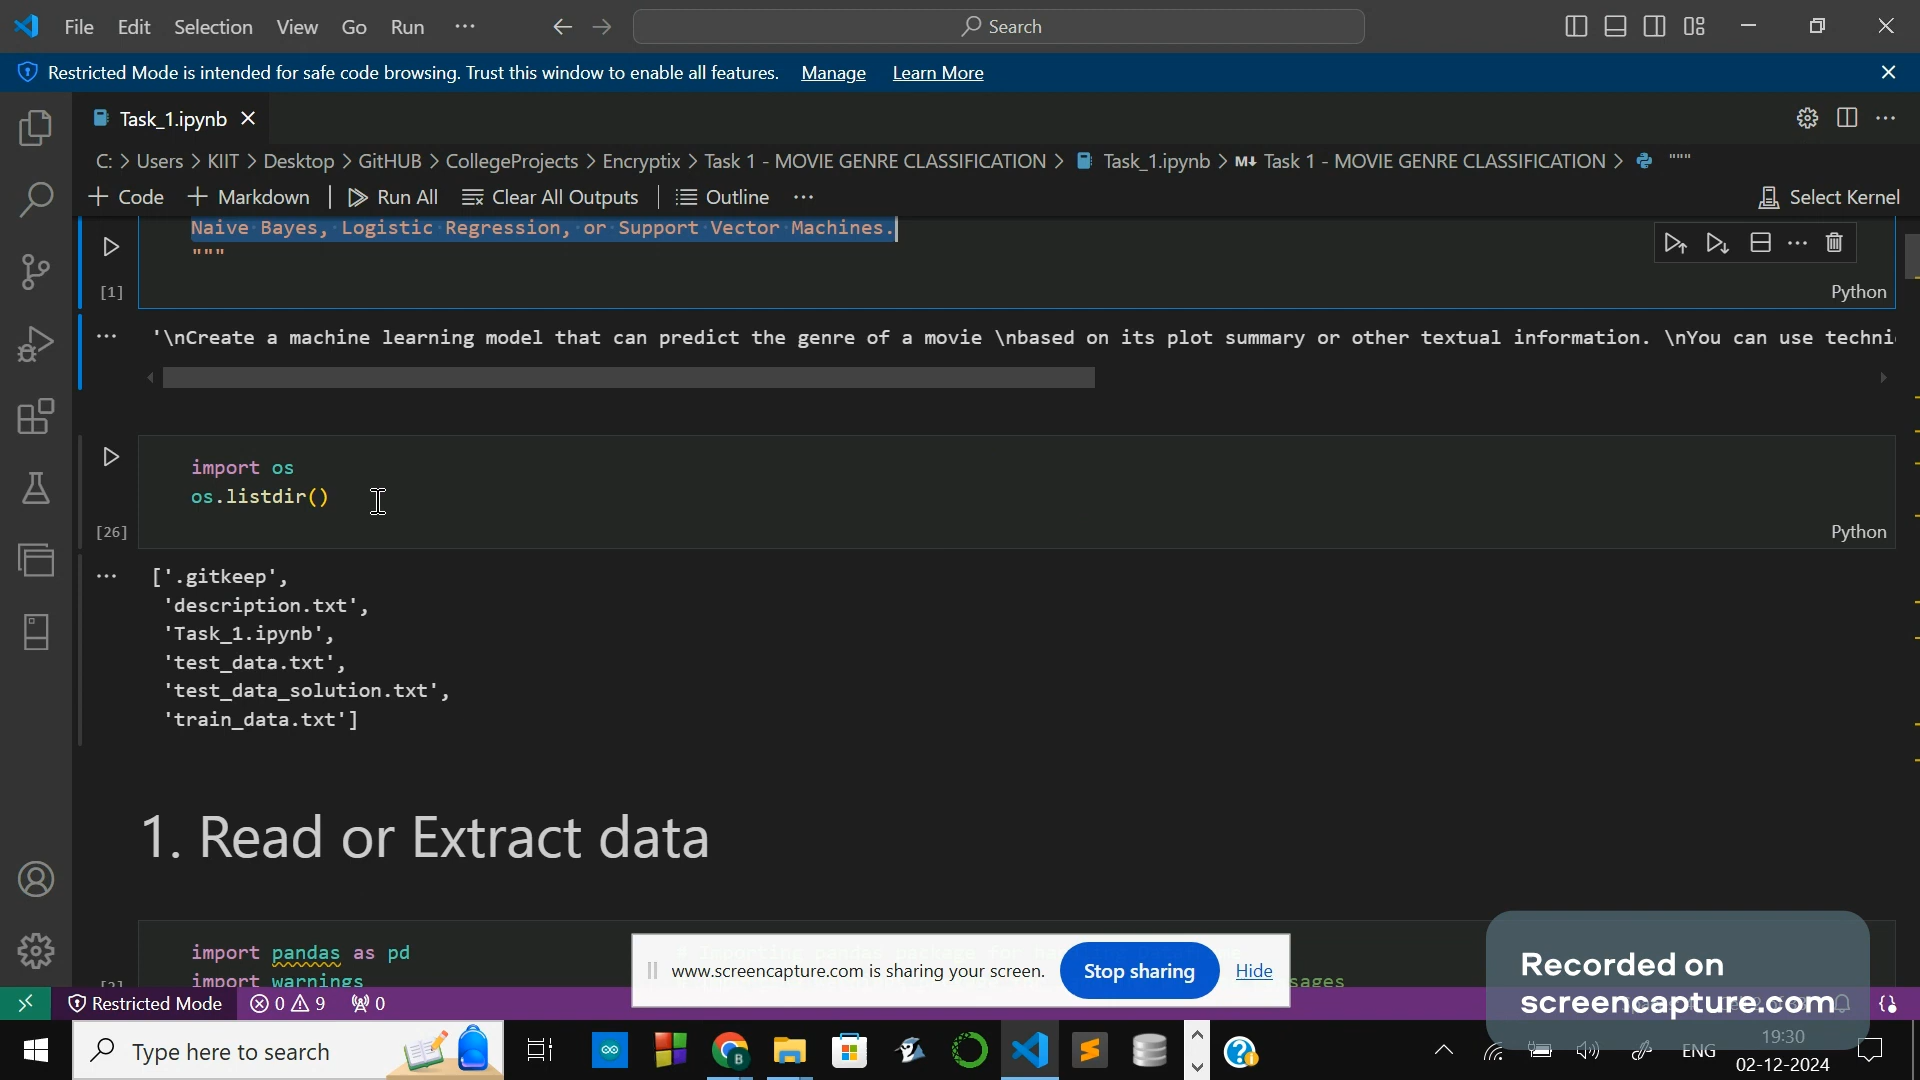 File Edit Selection View Go Run ··· Search
Restricted Mode is intended for safe code browsing. Trust this window to enable all features. Manage Learn More
Task_1.ipynb
C: > Users > KIIT > Desktop > GitHUB > CollegeProjects > Encryptix > Task 1 - MOVIE GENRE CLASSIFICATION > Task_1.ipynb > M↓ Task 1 - MOVIE GENRE CLASSIFICATION > """
+ Code + Markdown | Run All Clear All Outputs | Outline ··· Select Kernel
Naive Bayes, Logistic Regression, or Support Vector Machines.
"""
[1] Python
'\nCreate a machine learning model that can predict the genre of a movie \nbased on its plot summary or other textual information. \nYou can use techni
import os
os.listdir()
[26] Python
['.gitkeep',
'description.txt',
'Task_1.ipynb',
'test_data.txt',
'test_data_solution.txt',
'train_data.txt']
1. Read or Extract data
import pandas as pd
import warnings
www.screencapture.com is sharing your screen. Stop sharing Hide
Recorded on
screencapture.com
Restricted Mode 0 9 0
Type here to search
ENG
19:30
02-12-2024